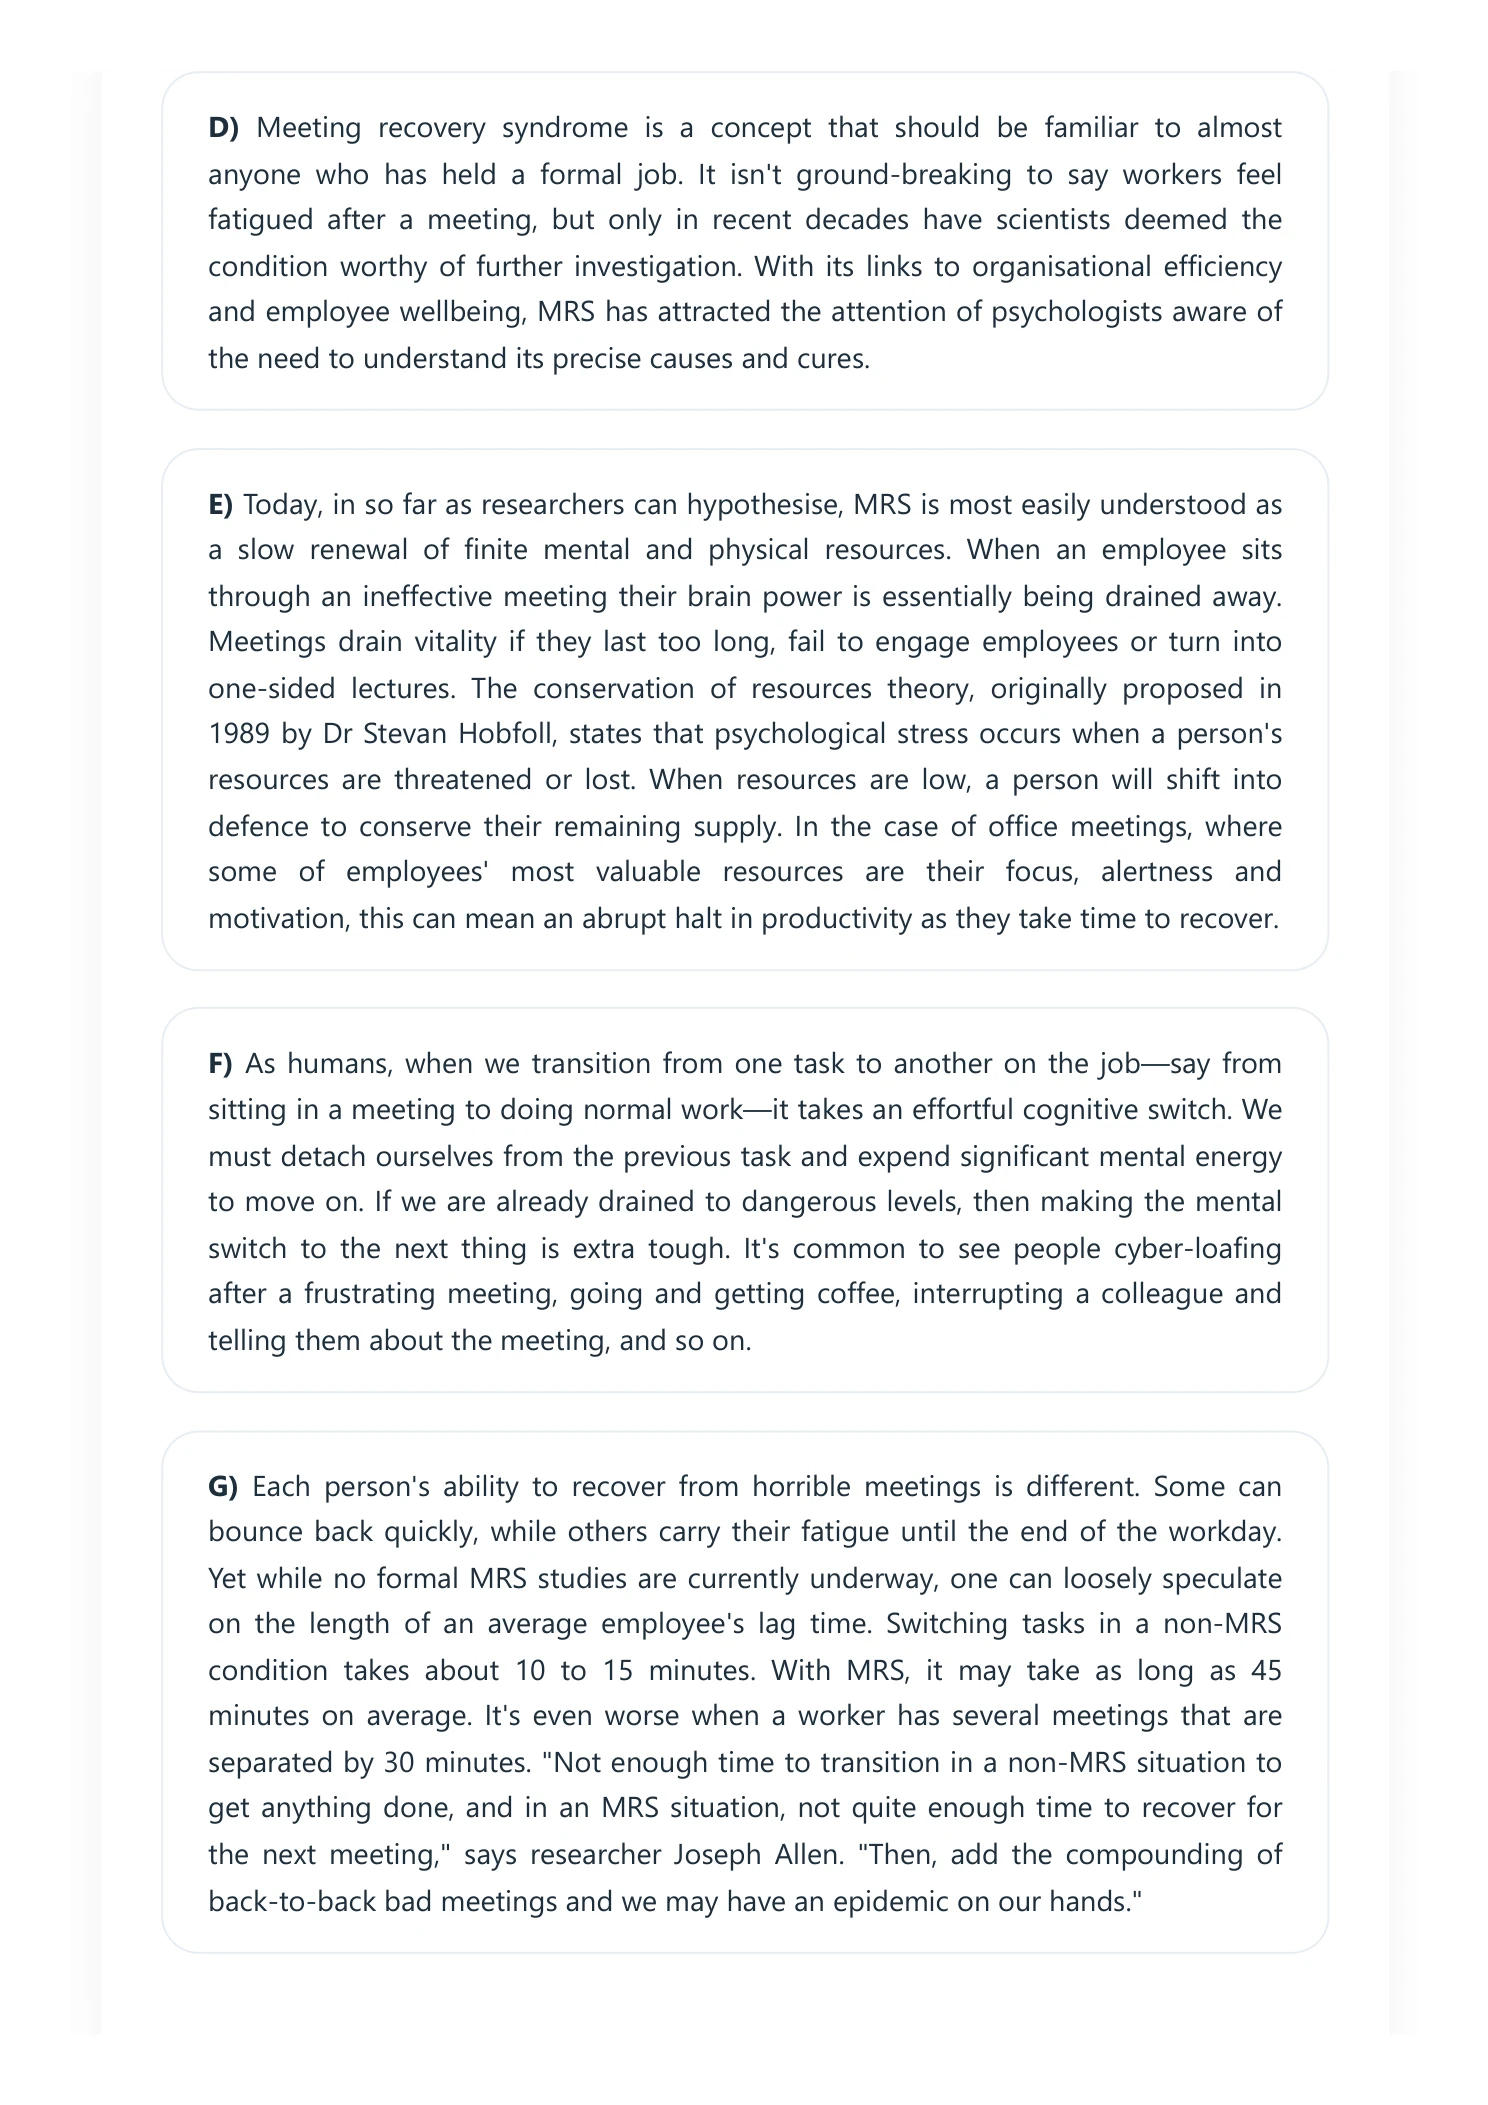 D) Meeting recovery syndrome is a concept that should be familiar to almost
anyone who has held a formal job. It isn't ground-breaking to say workers feel
fatigued after a meeting, but only in recent decades have scientists deemed the
condition worthy of further investigation. With its links to organisational efficiency
and employee wellbeing, MRS has attracted the attention of psychologists aware of
the need to understand its precise causes and cures.
E) Today, in so far as researchers can hypothesise, MRS is most easily understood as
a slow renewal of finite mental and physical resources. When an employee sits
through an ineffective meeting their brain power is essentially being drained away.
Meetings drain vitality if they last too long, fail to engage employees or turn into
one-sided lectures. The conservation of resources theory, originally proposed in
1989 by Dr Stevan Hobfoll, states that psychological stress occurs when a person's
resources are threatened or lost. When resources are low, a person will shift into
defence to conserve their remaining supply. In the case of office meetings, where
some of employees' most valuable resources are their focus, alertness and
motivation, this can mean an abrupt halt in productivity as they take time to recover.
F) As humans, when we transition from one task to another on the job—say from
sitting in a meeting to doing normal work—it takes an effortful cognitive switch. We
must detach ourselves from the previous task and expend significant mental energy
to move on. If we are already drained to dangerous levels, then making the mental
switch to the next thing is extra tough. It's common to see people cyber-loafing
after a frustrating meeting, going and getting coffee, interrupting a colleague and
telling them about the meeting, and so on.
G) Each person's ability to recover from horrible meetings is different. Some can
bounce back quickly, while others carry their fatigue until the end of the workday.
Yet while no formal MRS studies are currently underway, one can loosely speculate
on the length of an average employee's lag time. Switching tasks in a non-MRS
condition takes about 10 to 15 minutes. With MRS, it may take as long as 45
minutes on average. It's even worse when a worker has several meetings that are
separated by 30 minutes. "Not enough time to transition in a non-MRS situation to
get anything done, and in an MRS situation, not quite enough time to recover for
the next meeting," says researcher Joseph Allen. "Then, add the compounding of
back-to-back bad meetings and we may have an epidemic on our hands."